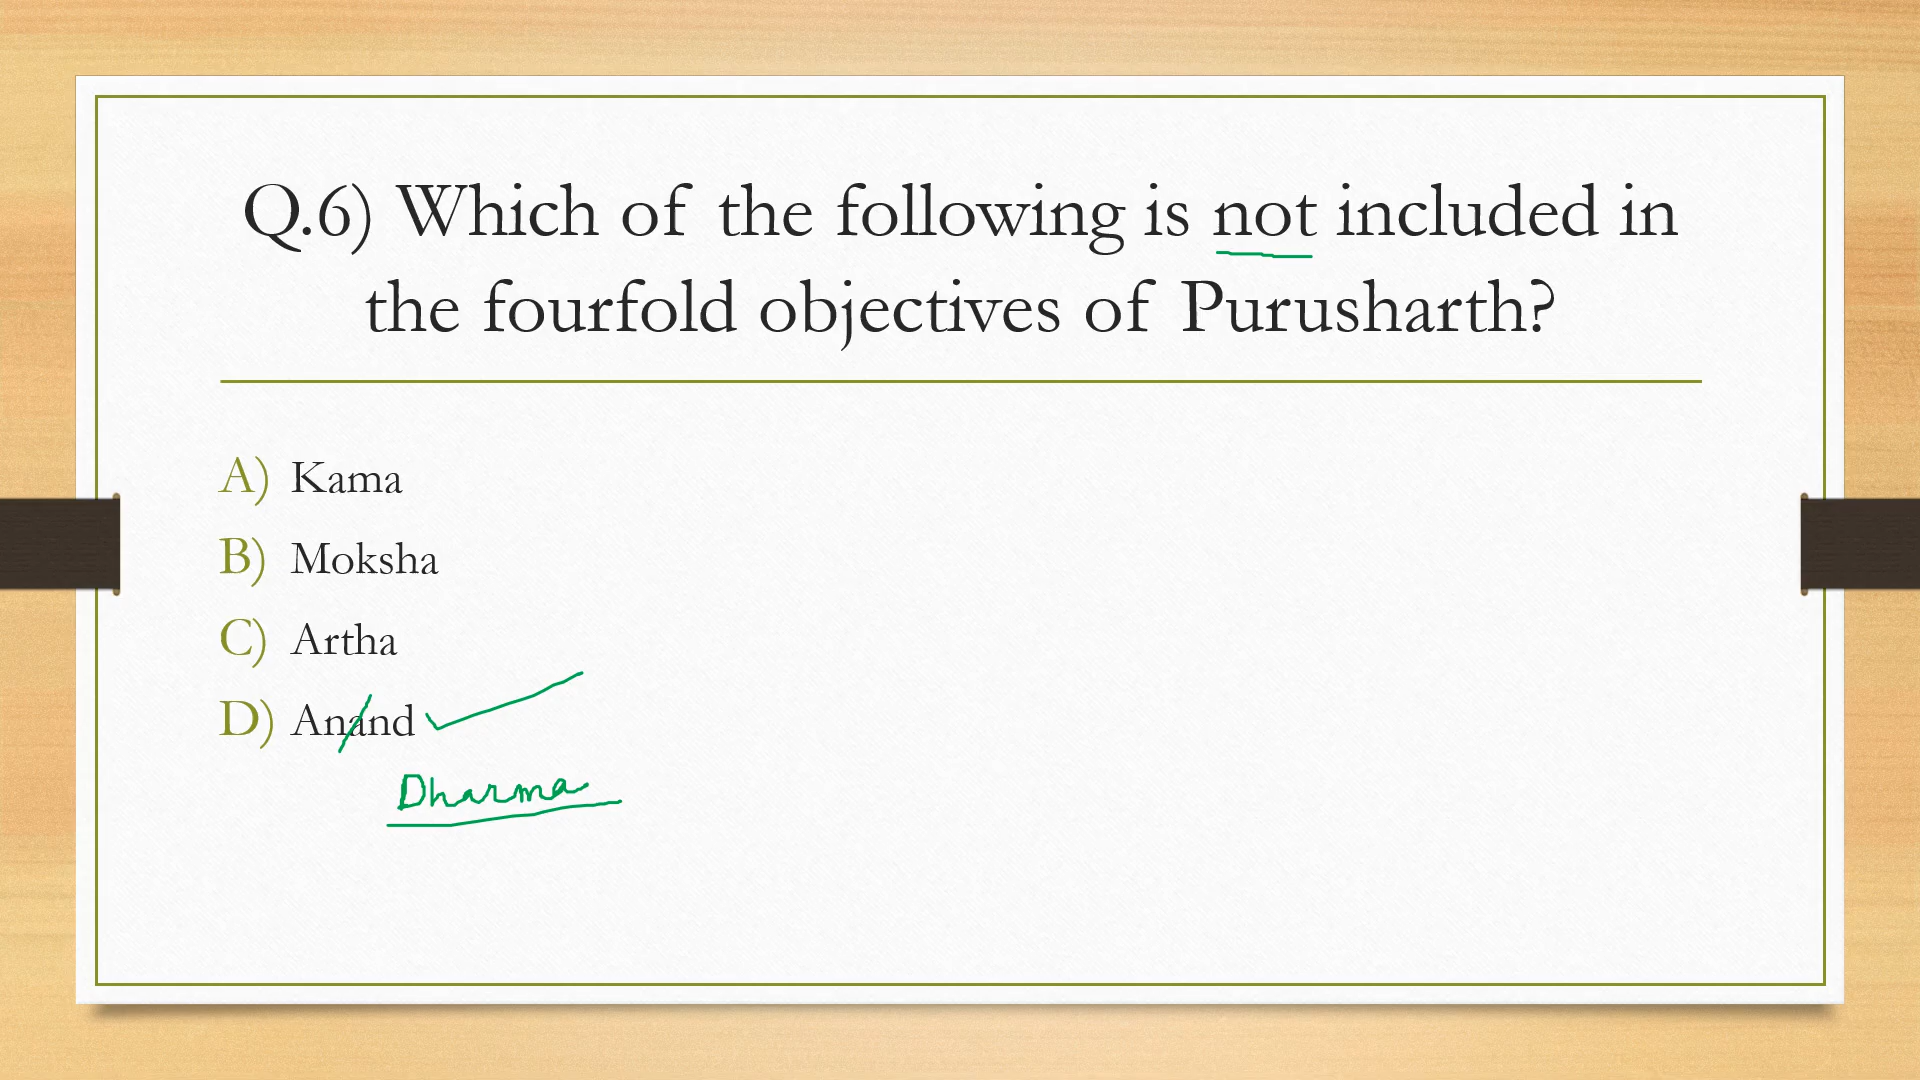 Q.6) Which of the following is not included in
the fourfold objectives of Purusharth?
A) Kama
B) Moksha
C) Artha
D) Anand
Dharma